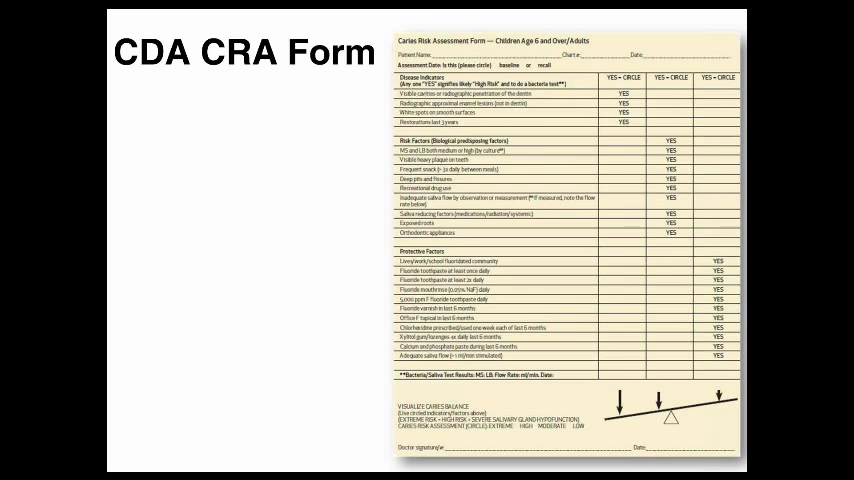 CDA CRA Form
Caries Risk Assessment Form — Children Age 6 and Over/Adults
Patient Name: Chart #: Date:
Assessment Date: Is this (please circle) baseline or recall
Disease Indicators
(Any one "YES" signifies likely "High Risk" and to do a bacteria test**) YES = CIRCLE YES = CIRCLE YES = CIRCLE
Visible cavities or radiographic penetration of the dentin YES
Radiographic approximal enamel lesions (not in dentin) YES
White spots on smooth surfaces YES
Restorations last 3 years YES
Risk Factors (Biological predisposing factors) YES
MS and LB both medium or high (by culture**) YES
Visible heavy plaque on teeth YES
Frequent snack (> 3x daily between meals) YES
Deep pits and fissures YES
Recreational drug use YES
Inadequate saliva flow by observation or measurement (**If measured, note the flow YES
rate below)
Saliva reducing factors (medications/radiation/systemic) YES
Exposed roots YES
Orthodontic appliances YES
Protective Factors
Lives/work/school fluoridated community YES
Fluoride toothpaste at least once daily YES
Fluoride toothpaste at least 2x daily YES
Fluoride mouthrinse (0.05% NaF) daily YES
5,000 ppm F fluoride toothpaste daily YES
Fluoride varnish in last 6 months YES
Office F topical in last 6 months YES
Chlorhexidine prescribed/used one week each of last 6 months YES
Xylitol gum/lozenges 4x daily last 6 months YES
Calcium and phosphate paste during last 6 months YES
Adequate saliva flow (> 1 ml/min stimulated) YES
**Bacteria/Saliva Test Results: MS: LB: Flow Rate: ml/min. Date:
VISUALIZE CARIES BALANCE
(Use circled indicators/factors above)
(EXTREME RISK = HIGH RISK + SEVERE SALIVARY GLAND HYPOFUNCTION)
CARIES RISK ASSESSMENT (CIRCLE): EXTREME HIGH MODERATE LOW
Doctor signature/#: Date: